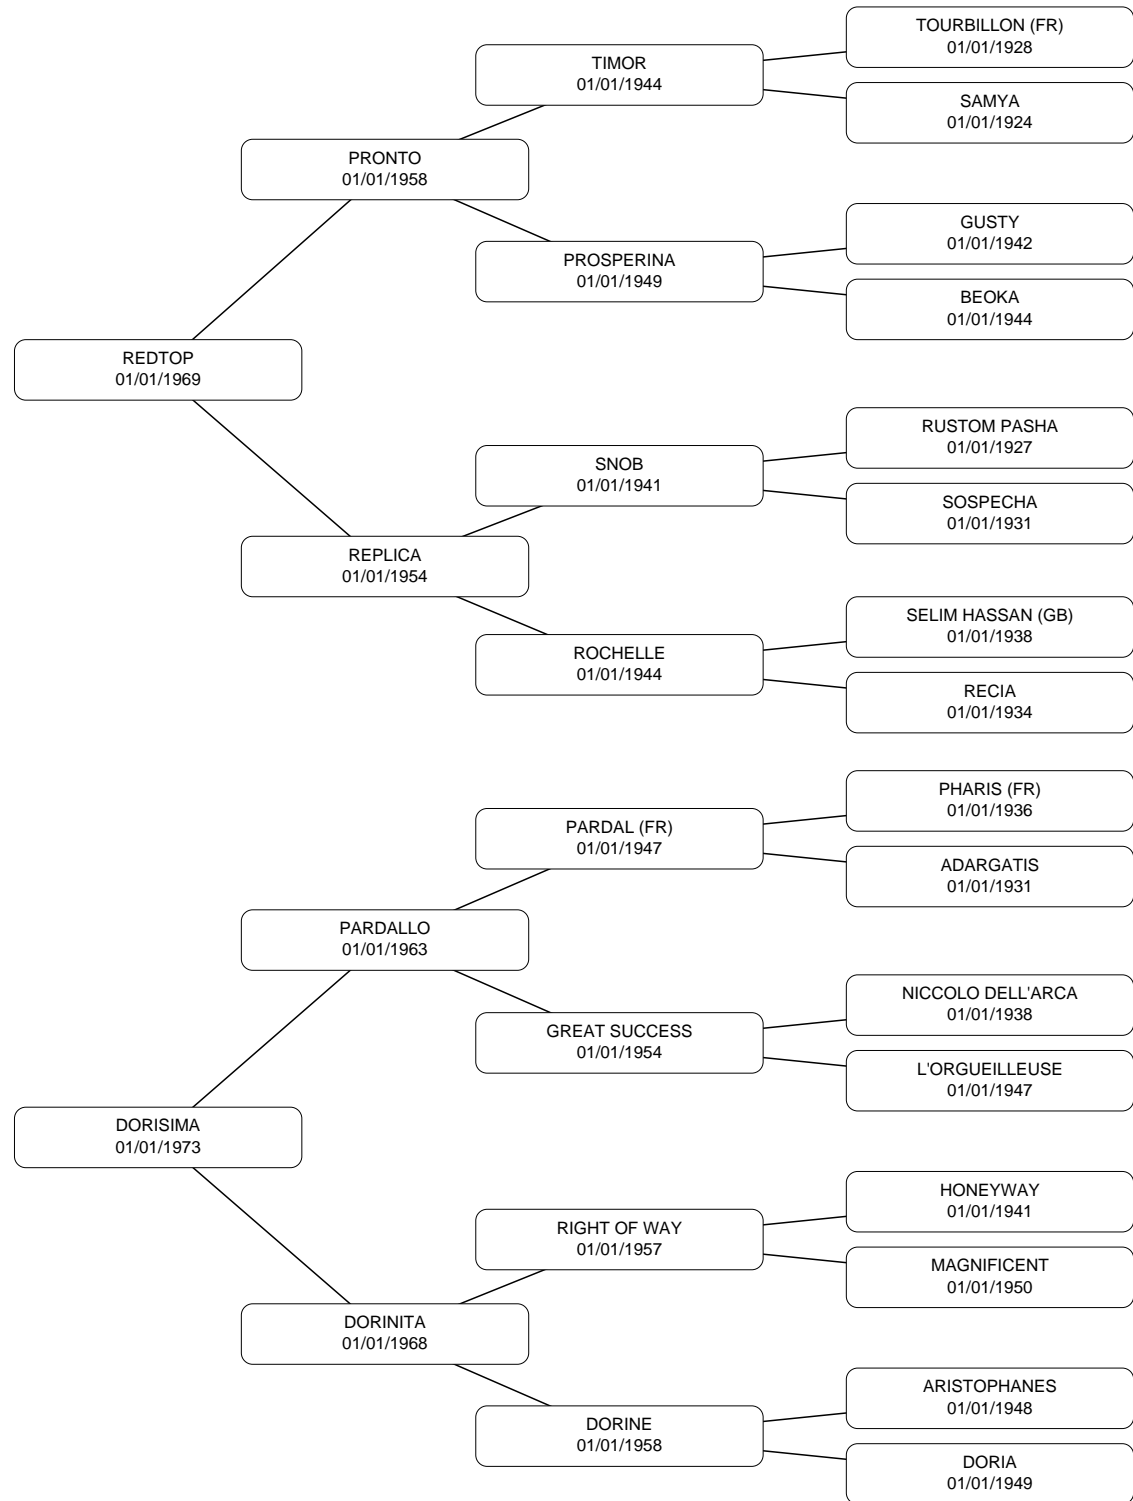 TOURBILLON (FR)
01/01/1928
TIMOR
01/01/1944
SAMYA
01/01/1924
PRONTO
01/01/1958
GUSTY
01/01/1942
PROSPERINA
01/01/1949
BEOKA
01/01/1944
REDTOP
01/01/1969
RUSTOM PASHA
01/01/1927
SNOB
01/01/1941
SOSPECHA
01/01/1931
REPLICA
01/01/1954
SELIM HASSAN (GB)
01/01/1938
ROCHELLE
01/01/1944
RECIA
01/01/1934
PHARIS (FR)
01/01/1936
PARDAL (FR)
01/01/1947
ADARGATIS
01/01/1931
PARDALLO
01/01/1963
NICCOLO DELL'ARCA
01/01/1938
GREAT SUCCESS
01/01/1954
L'ORGUEILLEUSE
01/01/1947
DORISIMA
01/01/1973
HONEYWAY
01/01/1941
RIGHT OF WAY
01/01/1957
MAGNIFICENT
01/01/1950
DORINITA
01/01/1968
ARISTOPHANES
01/01/1948
DORINE
01/01/1958
DORIA
01/01/1949